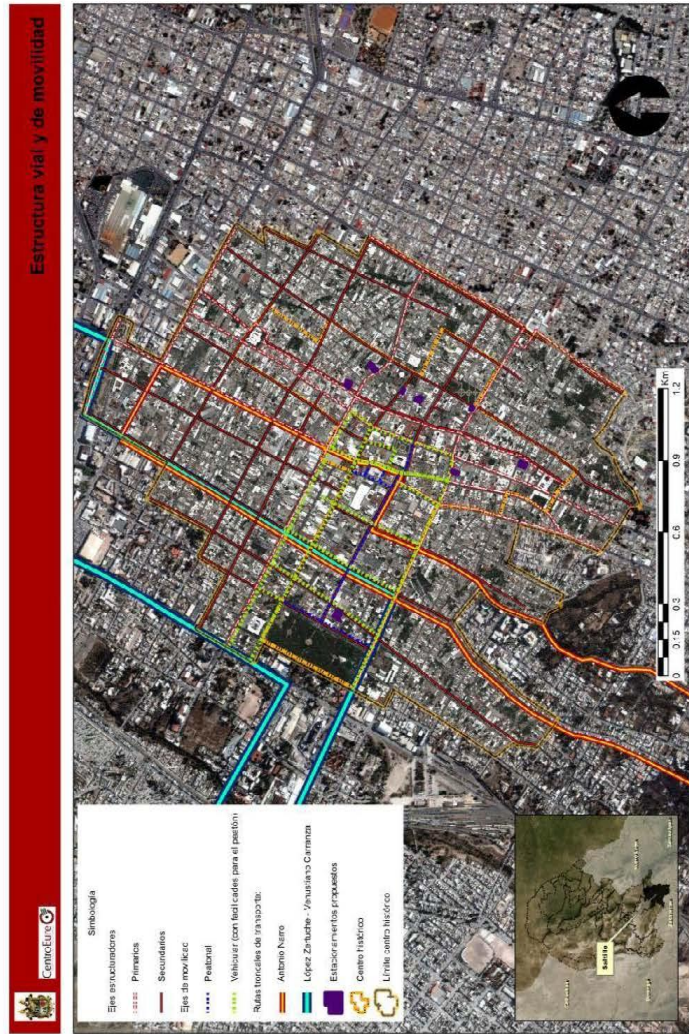 Estructura vial y de movilidad
CentroEure
Simbología
Ejes estructuradores
Primarios
Secundarios
Ejes de movilidad
Peatonal
Vehicular (con facilidades para el peatón)
Rutas troncales de transporte:
Antonio Narro
López Zertuche - Venustiano Carranza
Estacionamientos propuestos
Centro histórico
Límite centro histórico
Saltillo
0 0.15 0.3 0.6 0.9 1.2
Km